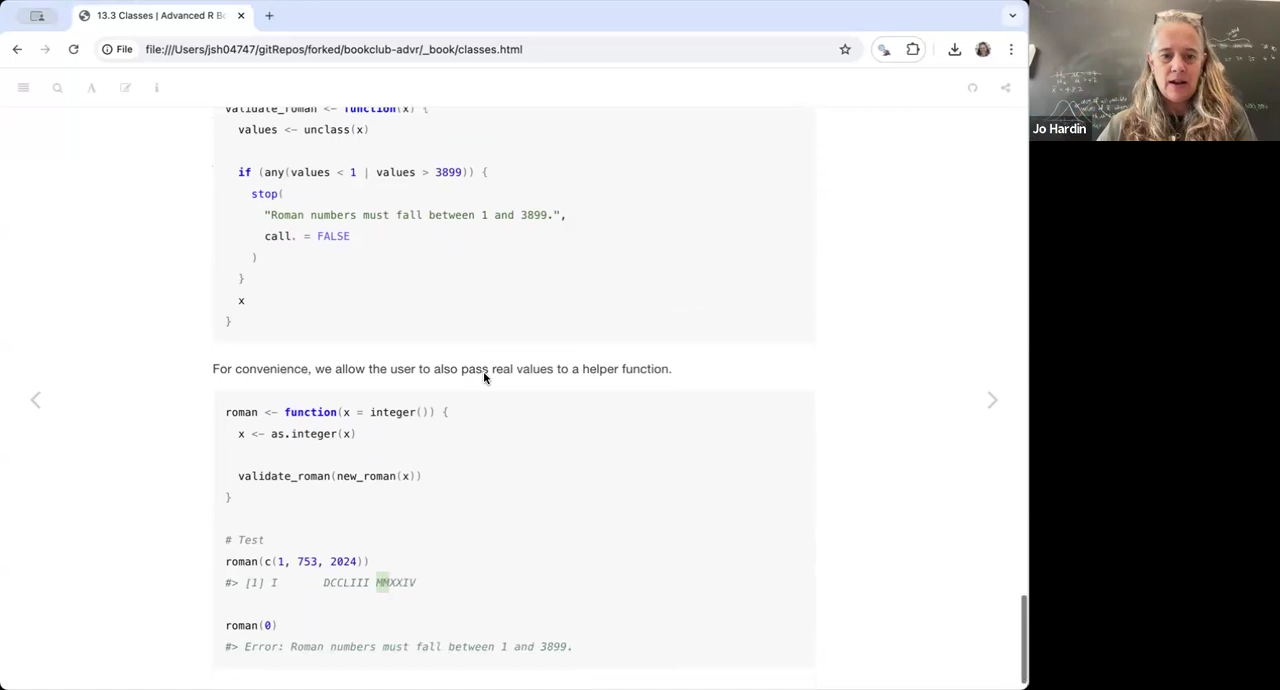 13.3 Classes | Advanced R Bo
File
file:///Users/jsh04747/gitRepos/forked/bookclub-advr/_book/classes.html
Jo Hardin
validate_roman <- function(x) {
values <- unclass(x)
if (any(values < 1 | values > 3899)) {
stop(
"Roman numbers must fall between 1 and 3899.",
call. = FALSE
)
}
x
}
For convenience, we allow the user to also pass real values to a helper function.
roman <- function(x = integer()) {
x <- as.integer(x)
validate_roman(new_roman(x))
}
# Test
roman(c(1, 753, 2024))
#> [1] I       DCCLIII MMXXIV
roman(0)
#> Error: Roman numbers must fall between 1 and 3899.